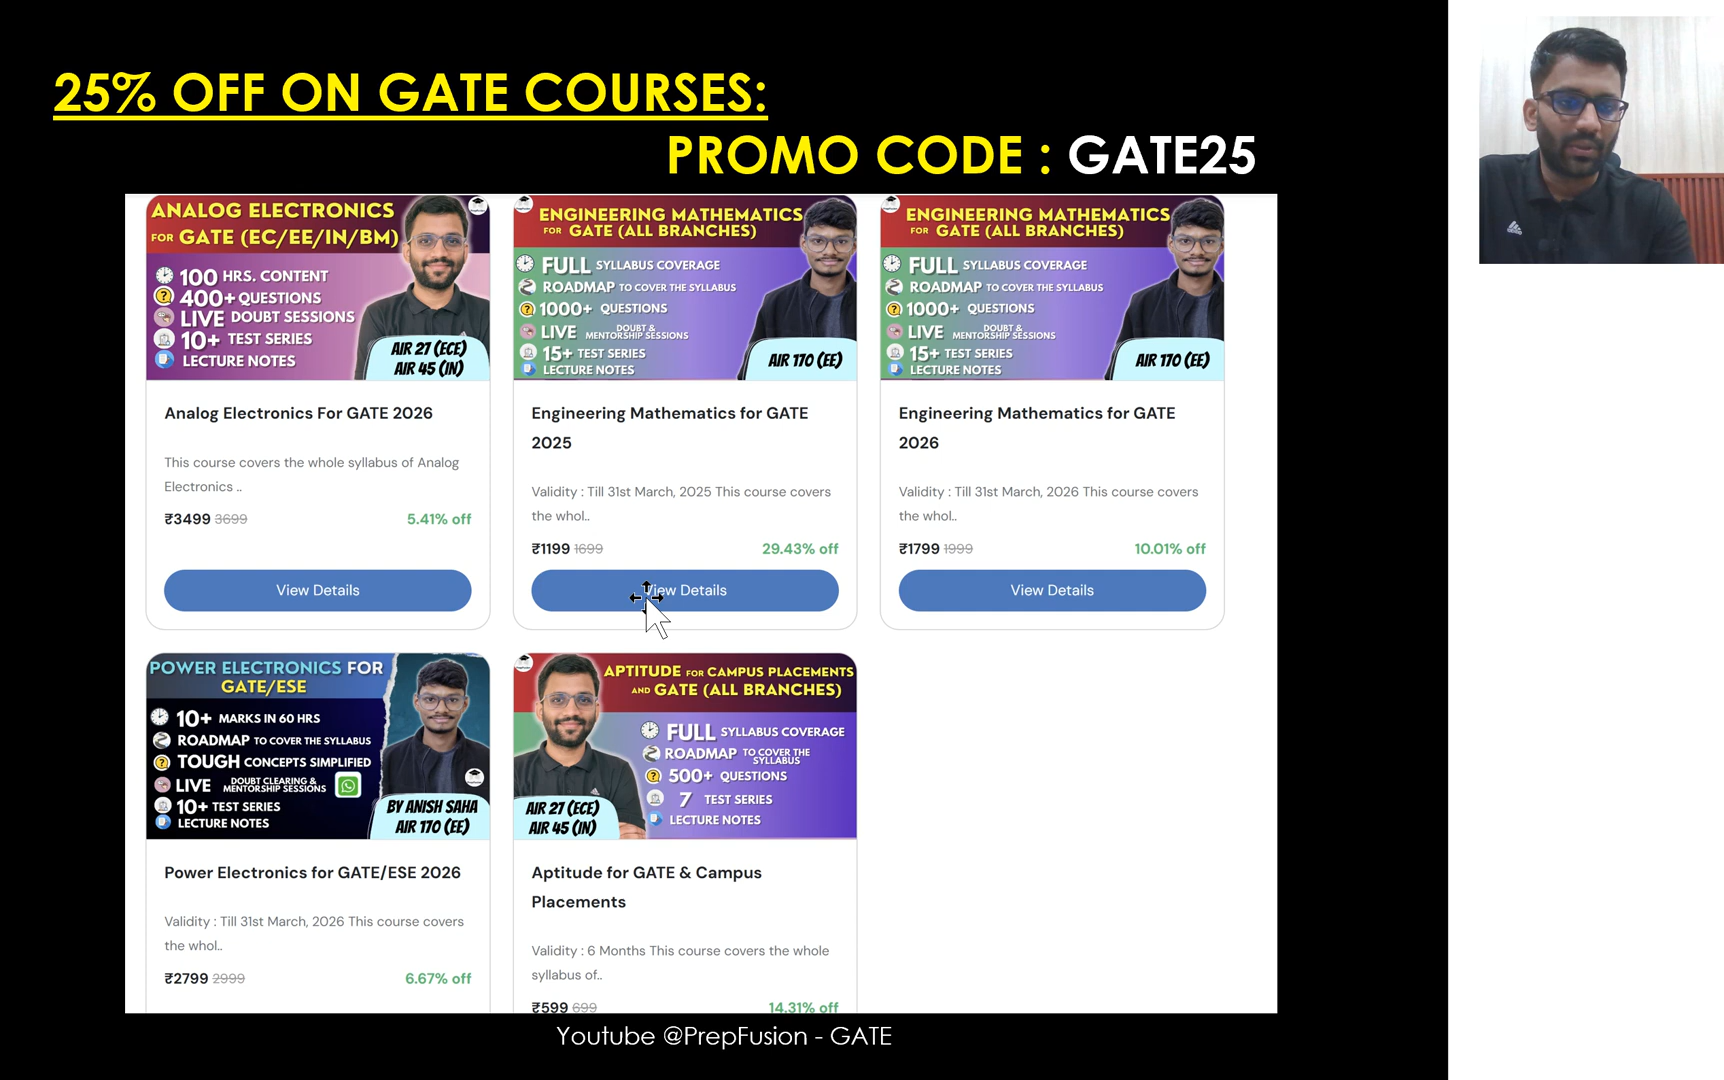 25% OFF ON GATE COURSES:
PROMO CODE : GATE25
ANALOG ELECTRONICS
FOR GATE (EC/EE/IN/BM)
100 HRS. CONTENT
400+ QUESTIONS
LIVE DOUBT SESSIONS
10+ TEST SERIES
LECTURE NOTES
AIR 27 (ECE)
AIR 45 (IN)
Analog Electronics For GATE 2026
This course covers the whole syllabus of Analog
Electronics ..
₹3499 3699 5.41% off
View Details
ENGINEERING MATHEMATICS
FOR GATE (ALL BRANCHES)
FULL SYLLABUS COVERAGE
ROADMAP TO COVER THE SYLLABUS
1000+ QUESTIONS
LIVE DOUBT &
MENTORSHIP SESSIONS
15+ TEST SERIES
LECTURE NOTES
AIR 170 (EE)
Engineering Mathematics for GATE
2025
Validity : Till 31st March, 2025 This course covers
the whol..
₹1199 1699 29.43% off
View Details
ENGINEERING MATHEMATICS
FOR GATE (ALL BRANCHES)
FULL SYLLABUS COVERAGE
ROADMAP TO COVER THE SYLLABUS
1000+ QUESTIONS
LIVE DOUBT &
MENTORSHIP SESSIONS
15+ TEST SERIES
LECTURE NOTES
AIR 170 (EE)
Engineering Mathematics for GATE
2026
Validity : Till 31st March, 2026 This course covers
the whol..
₹1799 1999 10.01% off
View Details
POWER ELECTRONICS FOR
GATE/ESE
10+ MARKS IN 60 HRS
ROADMAP TO COVER THE SYLLABUS
TOUGH CONCEPTS SIMPLIFIED
LIVE DOUBT CLEARING &
MENTORSHIP SESSIONS
10+ TEST SERIES
LECTURE NOTES
BY ANISH SAHA
AIR 170 (EE)
Power Electronics for GATE/ESE 2026
Validity : Till 31st March, 2026 This course covers
the whol..
₹2799 2999 6.67% off
APTITUDE FOR CAMPUS PLACEMENTS
AND GATE (ALL BRANCHES)
FULL SYLLABUS COVERAGE
ROADMAP TO COVER THE
SYLLABUS
500+ QUESTIONS
7 TEST SERIES
LECTURE NOTES
AIR 27 (ECE)
AIR 45 (IN)
Aptitude for GATE & Campus
Placements
Validity : 6 Months This course covers the whole
syllabus of..
₹599 699 14.31% off
Youtube @PrepFusion - GATE